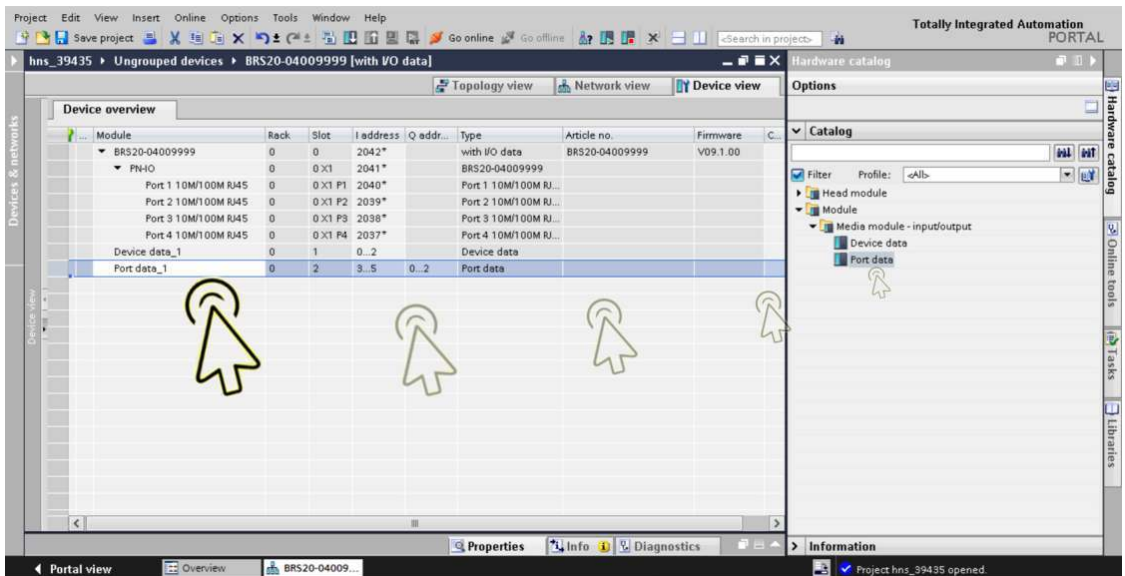 Project Edit View Insert Online Options Tools Window Help
Totally Integrated Automation
PORTAL
Save project Go online Go offline <Search in project>
hns_39435 ▸ Ungrouped devices ▸ BRS20-04009999 [with I/O data]
Hardware catalog
Topology view Network view Device view
Options
Device overview
... Module Rack Slot I address Q addr... Type Article no. Firmware C...
BRS20-04009999 0 0 2042* with I/O data BRS20-04009999 V09.1.00
PN-IO 0 0 X1 2041* BRS20-04009999
Port 1 10M/100M RJ45 0 0 X1 P1 2040* Port 1 10M/100M RJ...
Port 2 10M/100M RJ45 0 0 X1 P2 2039* Port 2 10M/100M RJ...
Port 3 10M/100M RJ45 0 0 X1 P3 2038* Port 3 10M/100M RJ...
Port 4 10M/100M RJ45 0 0 X1 P4 2037* Port 4 10M/100M RJ...
Device data_1 0 1 0...2 Device data
Port data_1 0 2 3...5 0...2 Port data
Catalog
Filter Profile: <All>
Head module
Module
Media module - input/output
Device data
Port data
Devices & networks
Device view
Hardware catalog
Online tools
Tasks
Libraries
Properties Info Diagnostics
Information
Portal view Overview BRS20-04009...
Project hns_39435 opened.